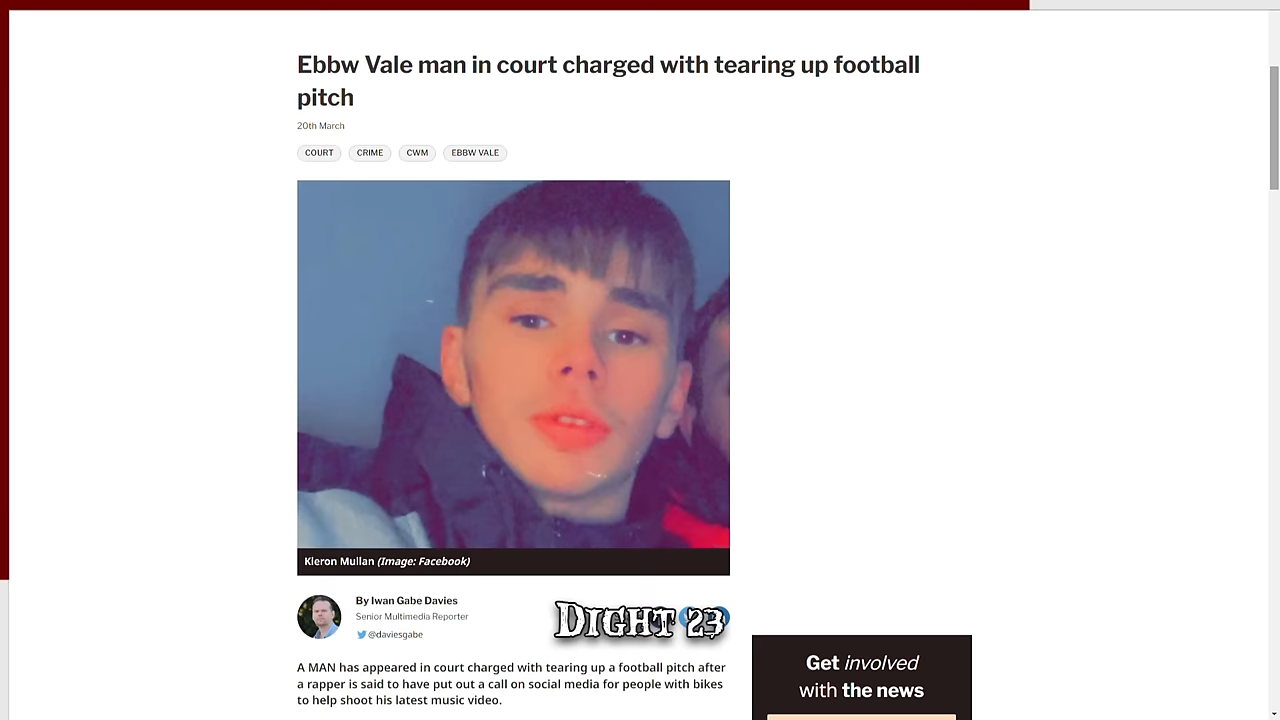 Ebbw Vale man in court charged with tearing up football
pitch
20th March
COURT CRIME CWM EBBW VALE
Kieron Mullan (Image: Facebook)
By Iwan Gabe Davies
Senior Multimedia Reporter
@daviesgabe
DIGHT 23
A MAN has appeared in court charged with tearing up a football pitch after
a rapper is said to have put out a call on social media for people with bikes
to help shoot his latest music video.
Get involved
with the news